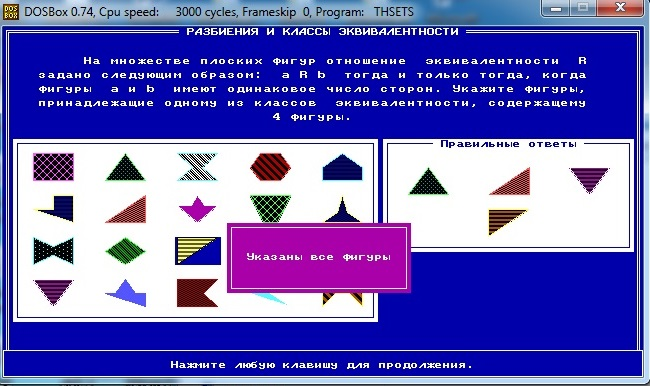 DOSBox 0.74, Cpu speed: 3000 cycles, Frameskip 0, Program: THSETS
РАЗБИЕНИЯ И КЛАССЫ ЭКВИВАЛЕНТНОСТИ
На множестве плоских фигур отношение эквивалентности R
задано следующим образом: a R b тогда и только тогда, когда
фигуры a и b имеют одинаковое число сторон. Укажите фигуры,
принадлежащие одному из классов эквивалентности, содержащему
4 фигуры.
Правильные ответы
Указаны все фигуры
Нажмите любую клавишу для продолжения.